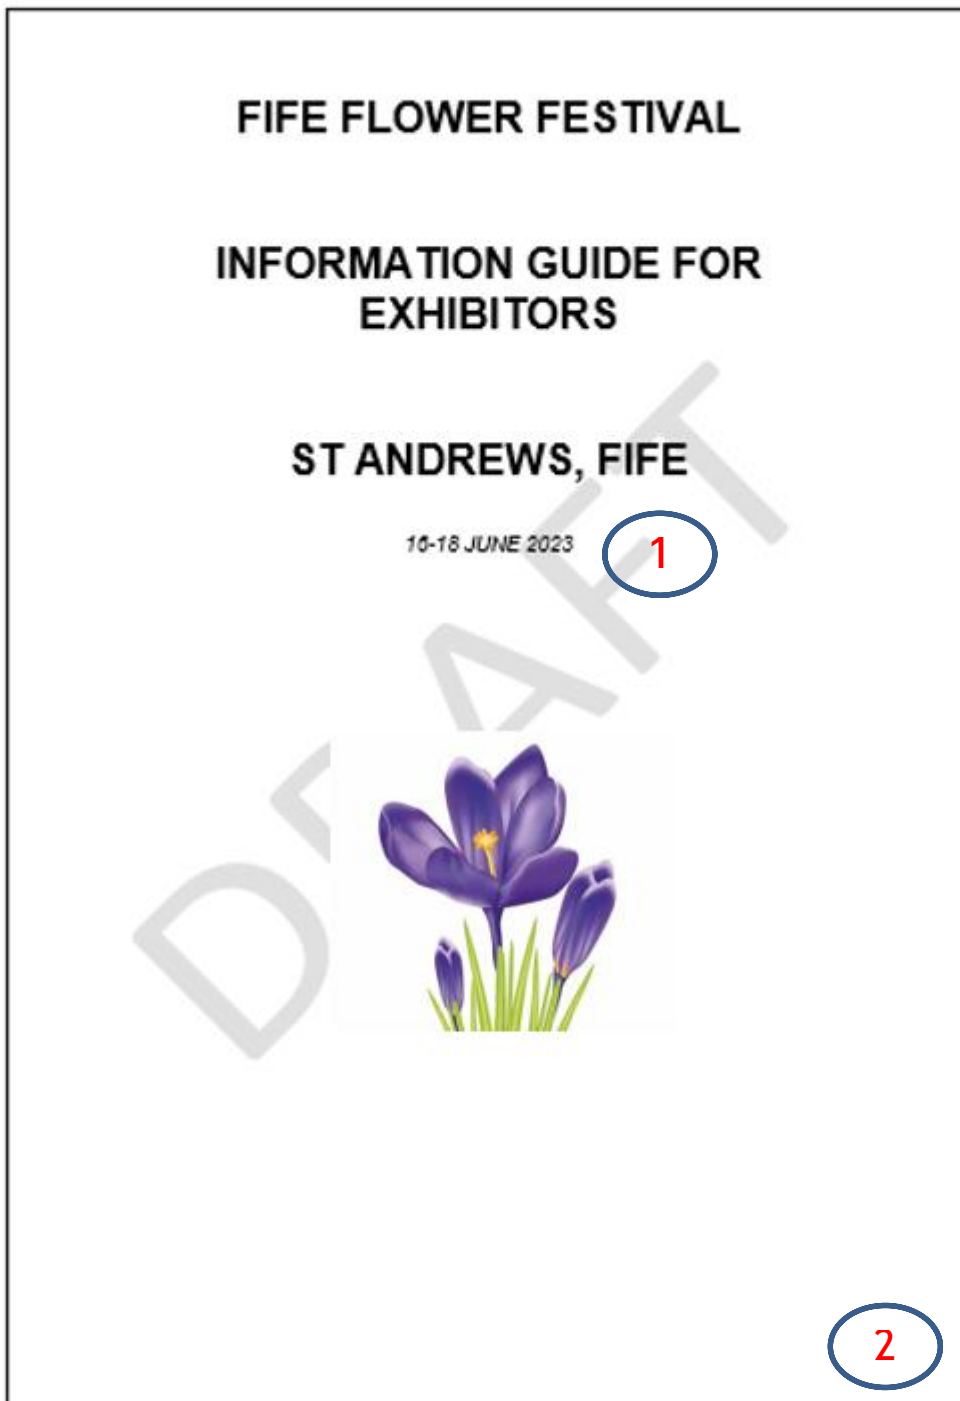 FIFE FLOWER FESTIVAL
INFORMATION GUIDE FOR
EXHIBITORS
ST ANDREWS, FIFE
16-18 JUNE 2023
1
DRAFT
2